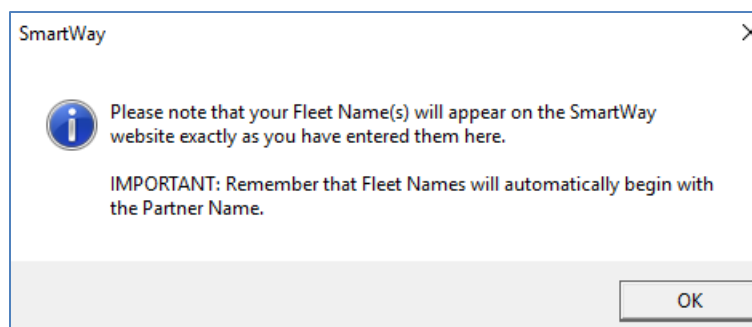 SmartWay
Please note that your Fleet Name(s) will appear on the SmartWay
website exactly as you have entered them here.
IMPORTANT: Remember that Fleet Names will automatically begin with
the Partner Name.
OK